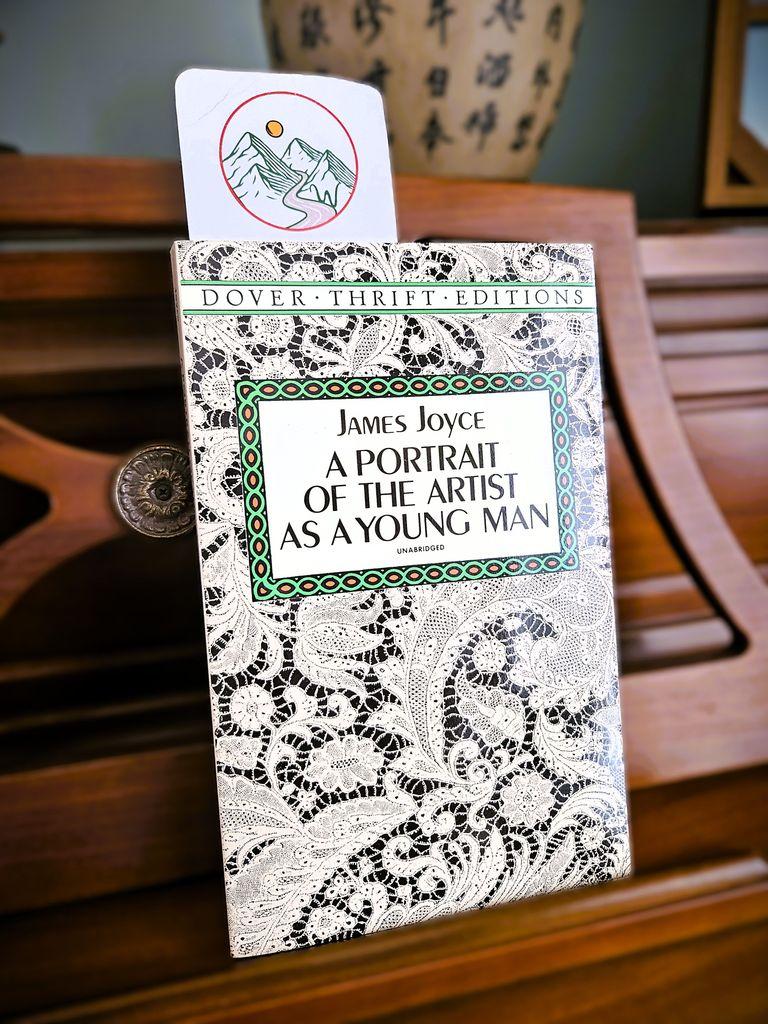 DOVER · THRIFT · EDITIONS
JAMES JOYCE
A PORTRAIT
OF THE ARTIST
AS A YOUNG MAN
UNABRIDGED